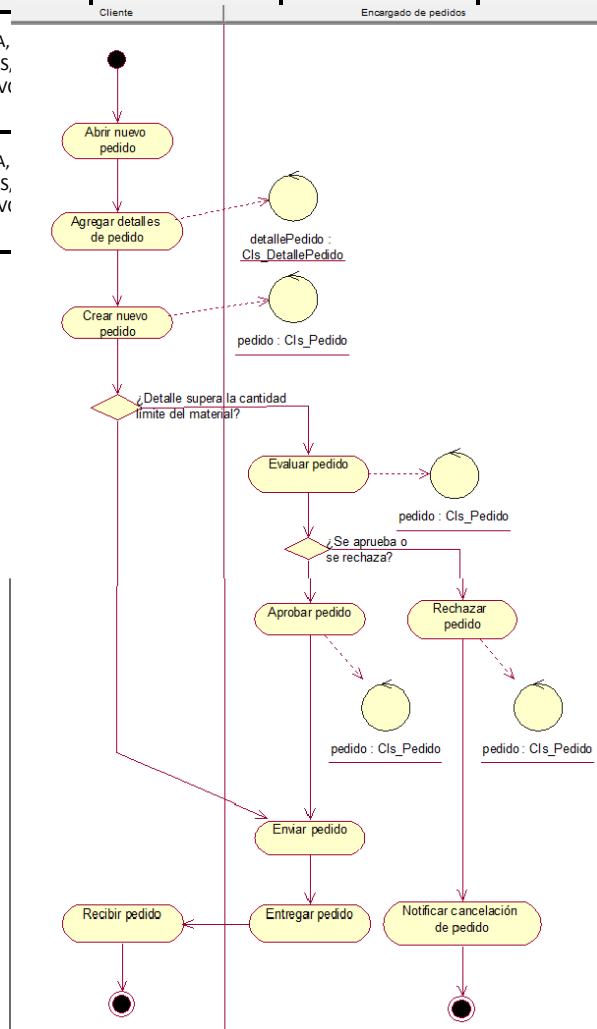 Cliente
Encargado de pedidos
A,
S,
Abrir nuevo
pedido
A,
S,
Agregar detalles
de pedido
detallePedido :
Cls_DetallePedido
Crear nuevo
pedido
pedido : Cls_Pedido
¿Detalle supera la cantidad
límite del material?
Evaluar pedido
pedido : Cls_Pedido
¿Se aprueba o
se rechaza?
Aprobar pedido
Rechazar
pedido
pedido : Cls_Pedido
pedido : Cls_Pedido
Enviar pedido
Recibir pedido
Entregar pedido
Notificar cancelación
de pedido